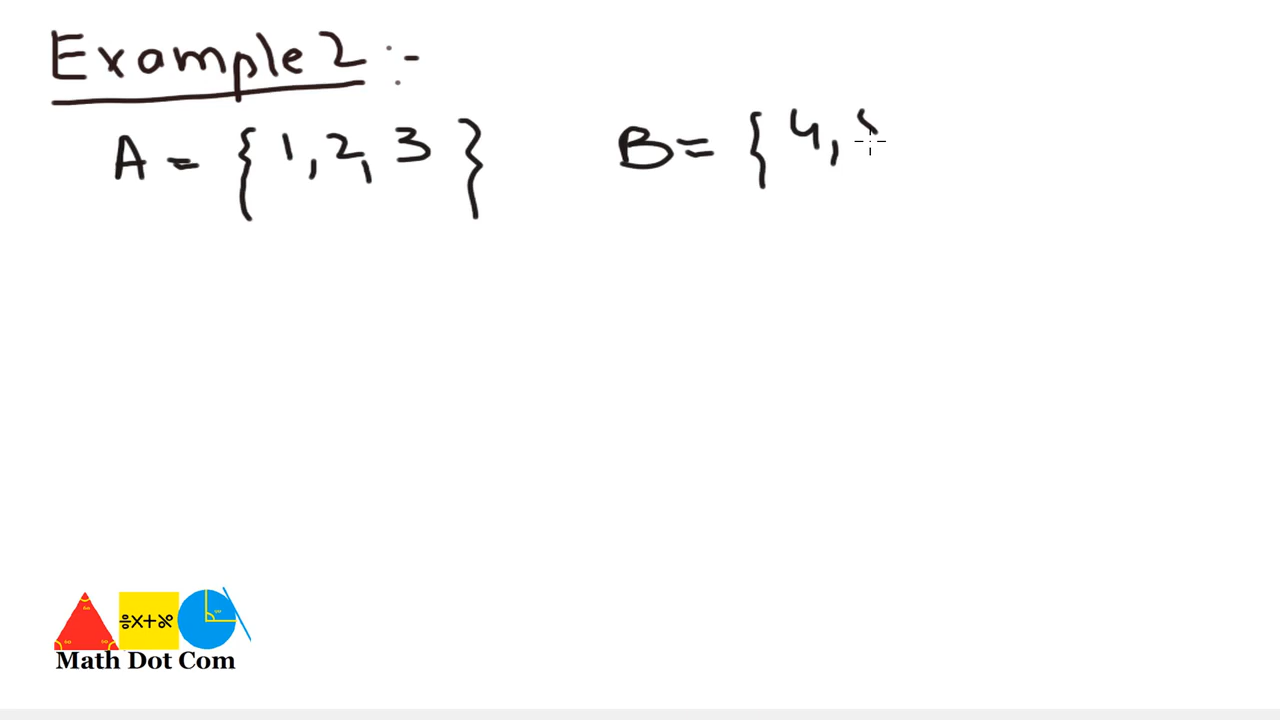 Example 2 :-
A = { 1, 2, 3 } B = { 4,
÷×+%
Math Dot Com